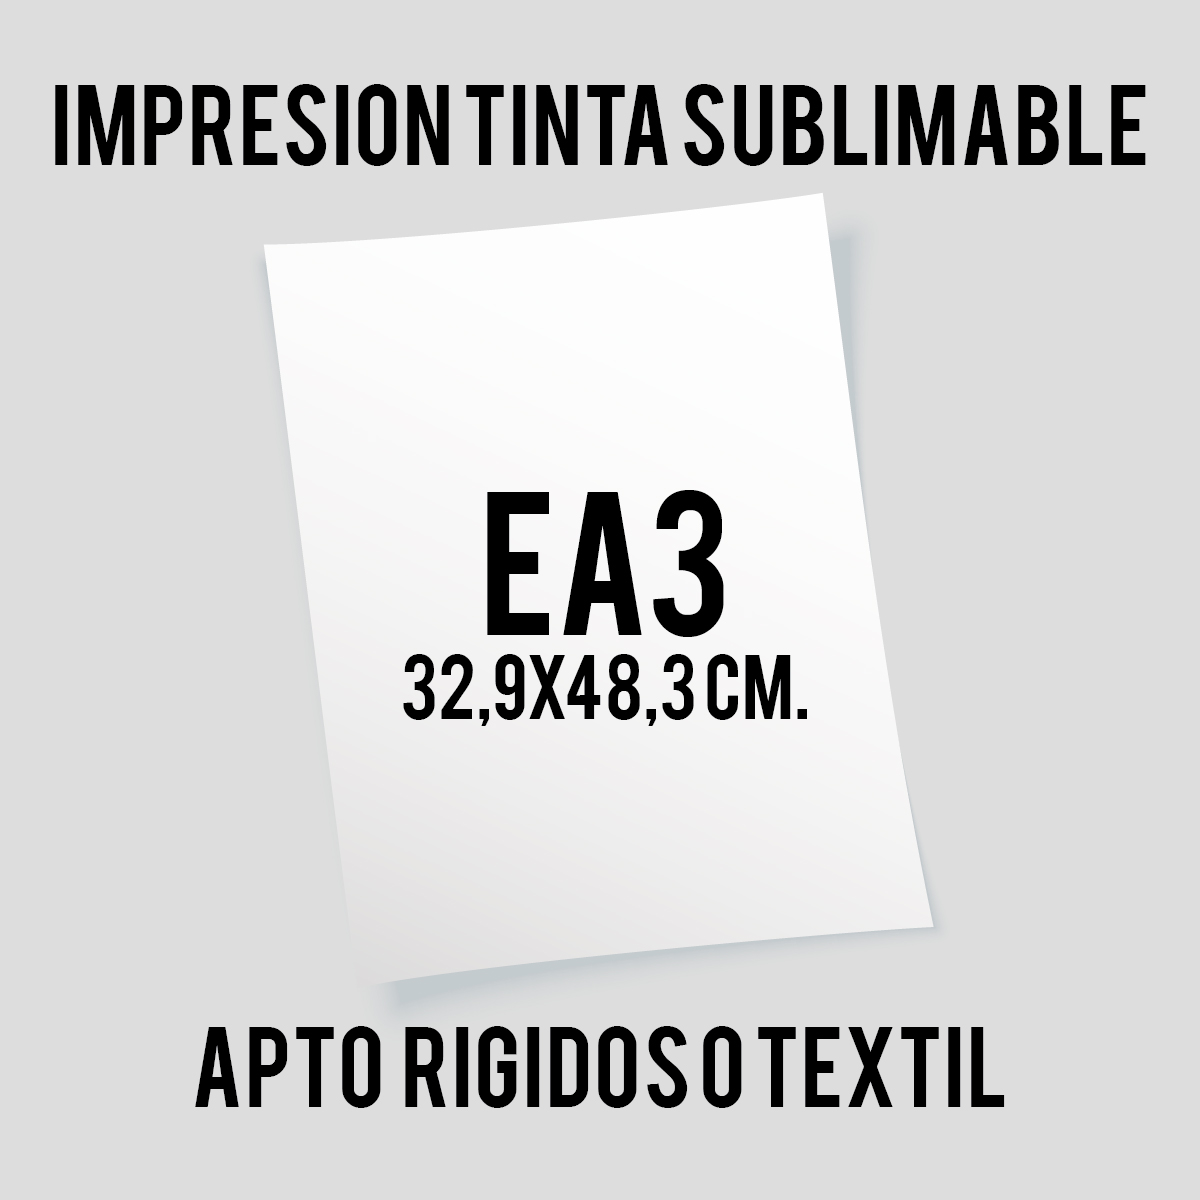 IMPRESION TINTA SUBLIMABLE
EA3
32,9X48,3 CM.
APTO RIGIDOS O TEXTIL